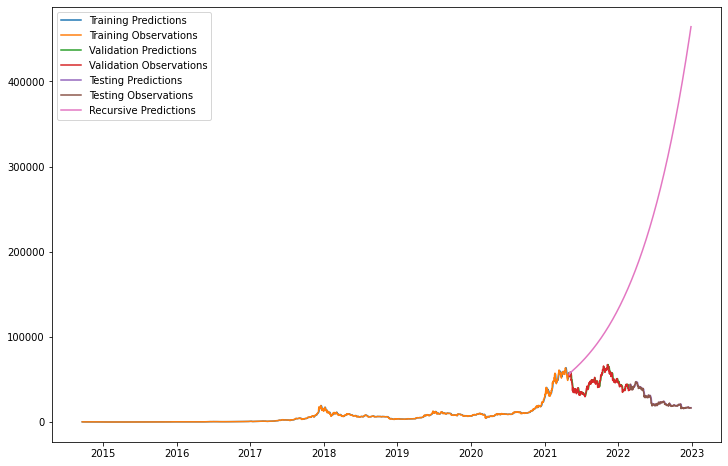 Training Predictions
Training Observations
Validation Predictions
Validation Observations
Testing Predictions
Testing Observations
Recursive Predictions
400000
300000
200000
100000
0
2015 2016 2017 2018 2019 2020 2021 2022 2023